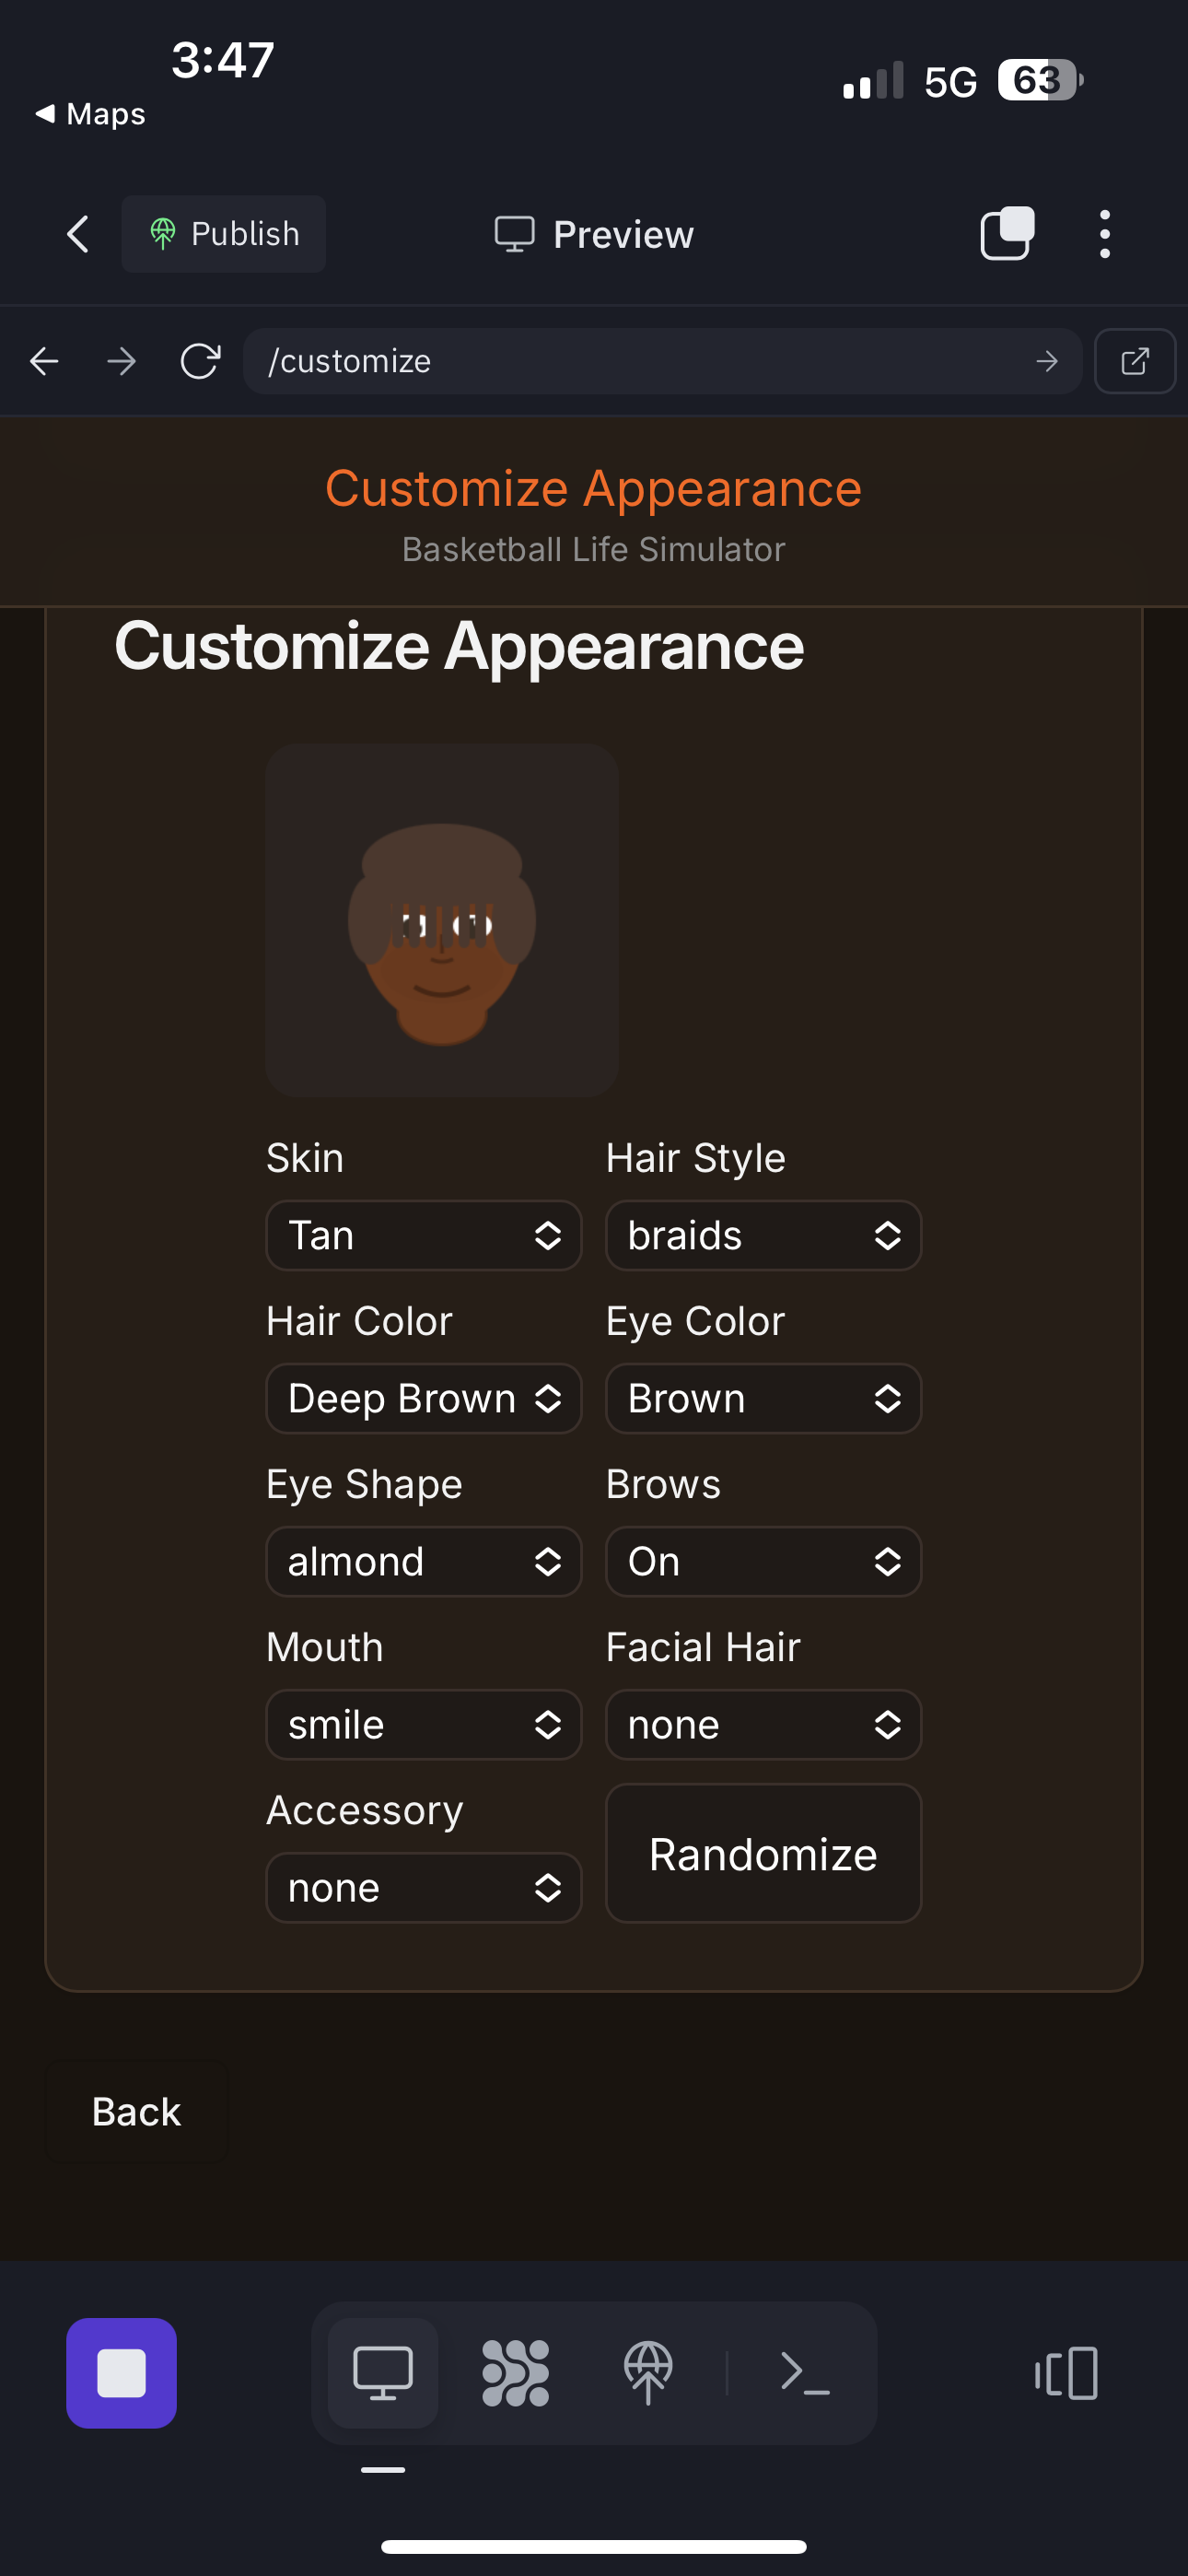 3:47
5G 63
◀ Maps
Publish
Preview
/customize
Customize Appearance
Basketball Life Simulator
Customize Appearance
Skin
Hair Style
Tan
braids
Hair Color
Eye Color
Deep Brown
Brown
Eye Shape
Brows
almond
On
Mouth
Facial Hair
smile
none
Accessory
Randomize
none
Back